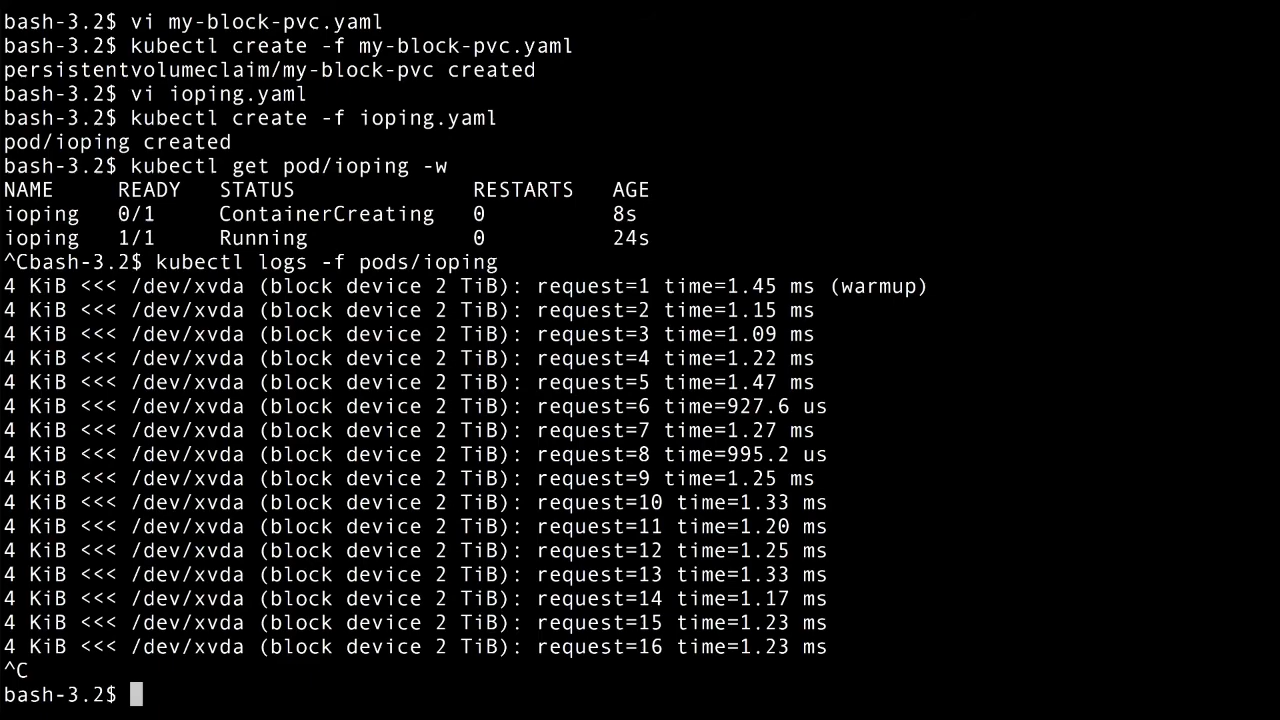 bash-3.2$ vi my-block-pvc.yaml
bash-3.2$ kubectl create -f my-block-pvc.yaml
persistentvolumeclaim/my-block-pvc created
bash-3.2$ vi ioping.yaml
bash-3.2$ kubectl create -f ioping.yaml
pod/ioping created
bash-3.2$ kubectl get pod/ioping -w
NAME     READY   STATUS              RESTARTS   AGE
ioping   0/1     ContainerCreating   0          8s
ioping   1/1     Running             0          24s
^Cbash-3.2$ kubectl logs -f pods/ioping
4 KiB <<< /dev/xvda (block device 2 TiB): request=1 time=1.45 ms (warmup)
4 KiB <<< /dev/xvda (block device 2 TiB): request=2 time=1.15 ms
4 KiB <<< /dev/xvda (block device 2 TiB): request=3 time=1.09 ms
4 KiB <<< /dev/xvda (block device 2 TiB): request=4 time=1.22 ms
4 KiB <<< /dev/xvda (block device 2 TiB): request=5 time=1.47 ms
4 KiB <<< /dev/xvda (block device 2 TiB): request=6 time=927.6 us
4 KiB <<< /dev/xvda (block device 2 TiB): request=7 time=1.27 ms
4 KiB <<< /dev/xvda (block device 2 TiB): request=8 time=995.2 us
4 KiB <<< /dev/xvda (block device 2 TiB): request=9 time=1.25 ms
4 KiB <<< /dev/xvda (block device 2 TiB): request=10 time=1.33 ms
4 KiB <<< /dev/xvda (block device 2 TiB): request=11 time=1.20 ms
4 KiB <<< /dev/xvda (block device 2 TiB): request=12 time=1.25 ms
4 KiB <<< /dev/xvda (block device 2 TiB): request=13 time=1.33 ms
4 KiB <<< /dev/xvda (block device 2 TiB): request=14 time=1.17 ms
4 KiB <<< /dev/xvda (block device 2 TiB): request=15 time=1.23 ms
4 KiB <<< /dev/xvda (block device 2 TiB): request=16 time=1.23 ms
^C
bash-3.2$